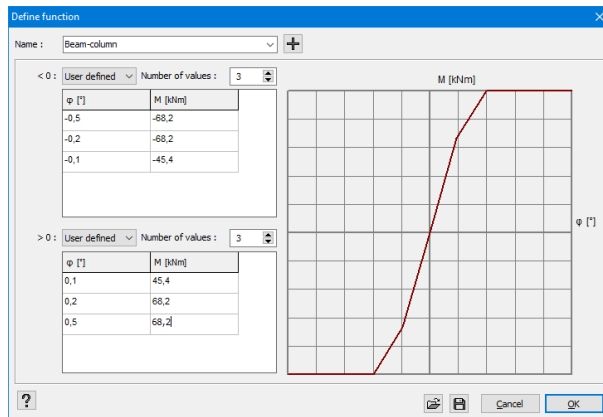 Define function
Name : Beam-column
< 0 : User defined Number of values : 3
φ [°] M [kNm]
-0,5 -68,2
-0,2 -68,2
-0,1 -45,4
> 0 : User defined Number of values : 3
φ [°] M [kNm]
0,1 45,4
0,2 68,2
0,5 68,2
M [kNm]
φ [°]
?
Cancel OK